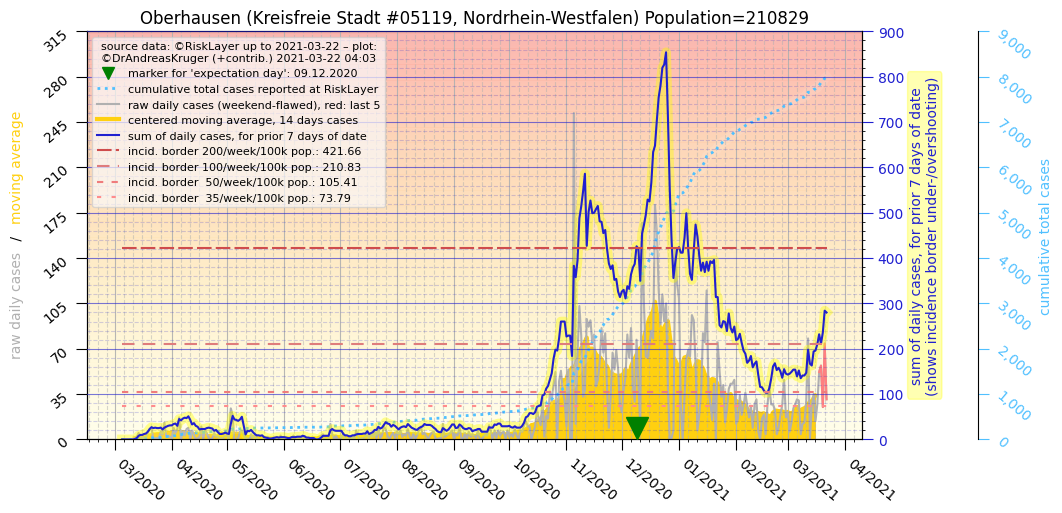 Oberhausen (Kreisfreie Stadt #05119, Nordrhein-Westfalen) Population=210829
source data: ©RiskLayer up to 2021-03-22 – plot:
©DrAndreasKruger (+contrib.) 2021-03-22 04:03
marker for 'expectation day': 09.12.2020
cumulative total cases reported at RiskLayer
raw daily cases (weekend-flawed), red: last 5
centered moving average, 14 days cases
sum of daily cases, for prior 7 days of date
incid. border 200/week/100k pop.: 421.66
incid. border 100/week/100k pop.: 210.83
incid. border  50/week/100k pop.: 105.41
incid. border  35/week/100k pop.: 73.79
raw daily cases  /  moving average
315
280
245
210
175
140
105
70
35
0
03/2020
04/2020
05/2020
06/2020
07/2020
08/2020
09/2020
10/2020
11/2020
12/2020
01/2021
02/2021
03/2021
04/2021
900
800
700
600
500
400
300
200
100
0
sum of daily cases, for prior 7 days of date
(shows incidence border under-/overshooting)
9,000
8,000
7,000
6,000
5,000
4,000
3,000
2,000
1,000
0
cumulative total cases